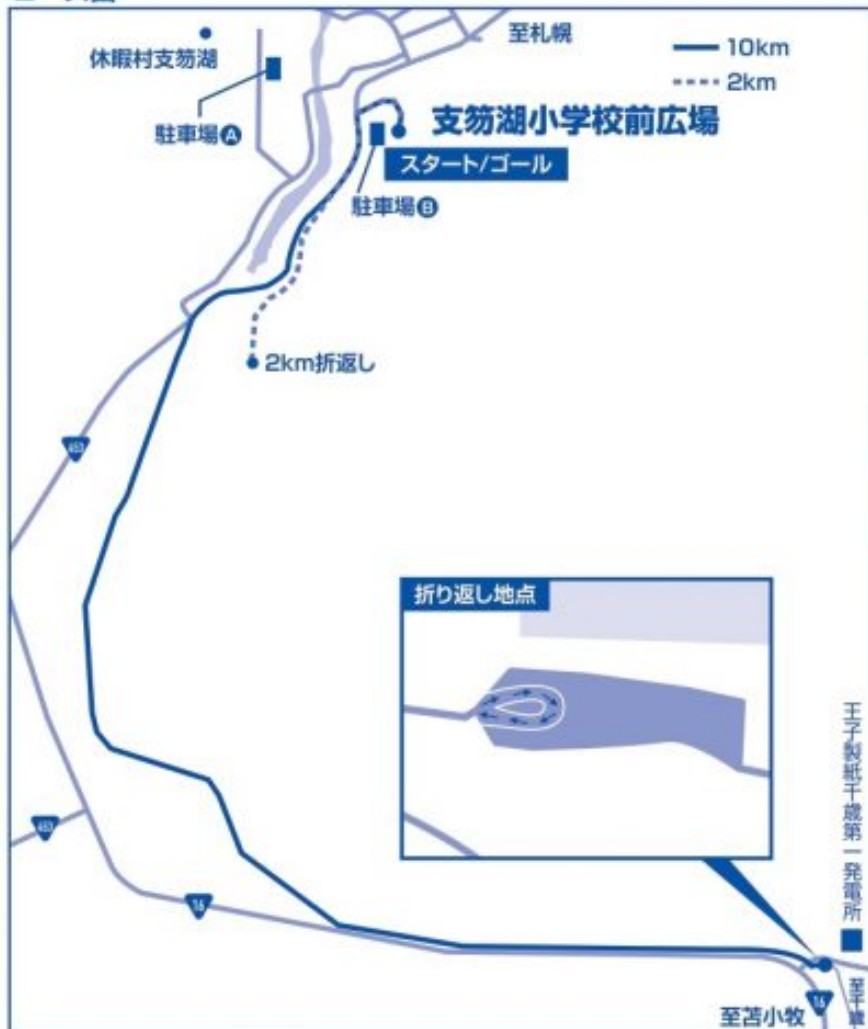 至札幌
休暇村支笏湖
10km
2km
駐車場A
支笏湖小学校前広場
スタート/ゴール
駐車場B
2km折返し
453
折り返し地点
王子製紙千歳第一発電所
453
16
至苫小牧
16
至千歳